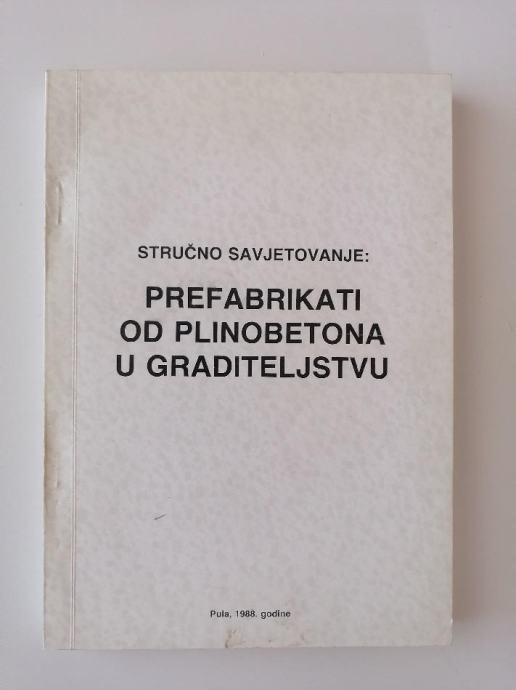 STRUČNO SAVJETOVANJE:
PREFABRIKATI
OD PLINOBETONA
U GRADITELJSTVU
Pula, 1988. godine